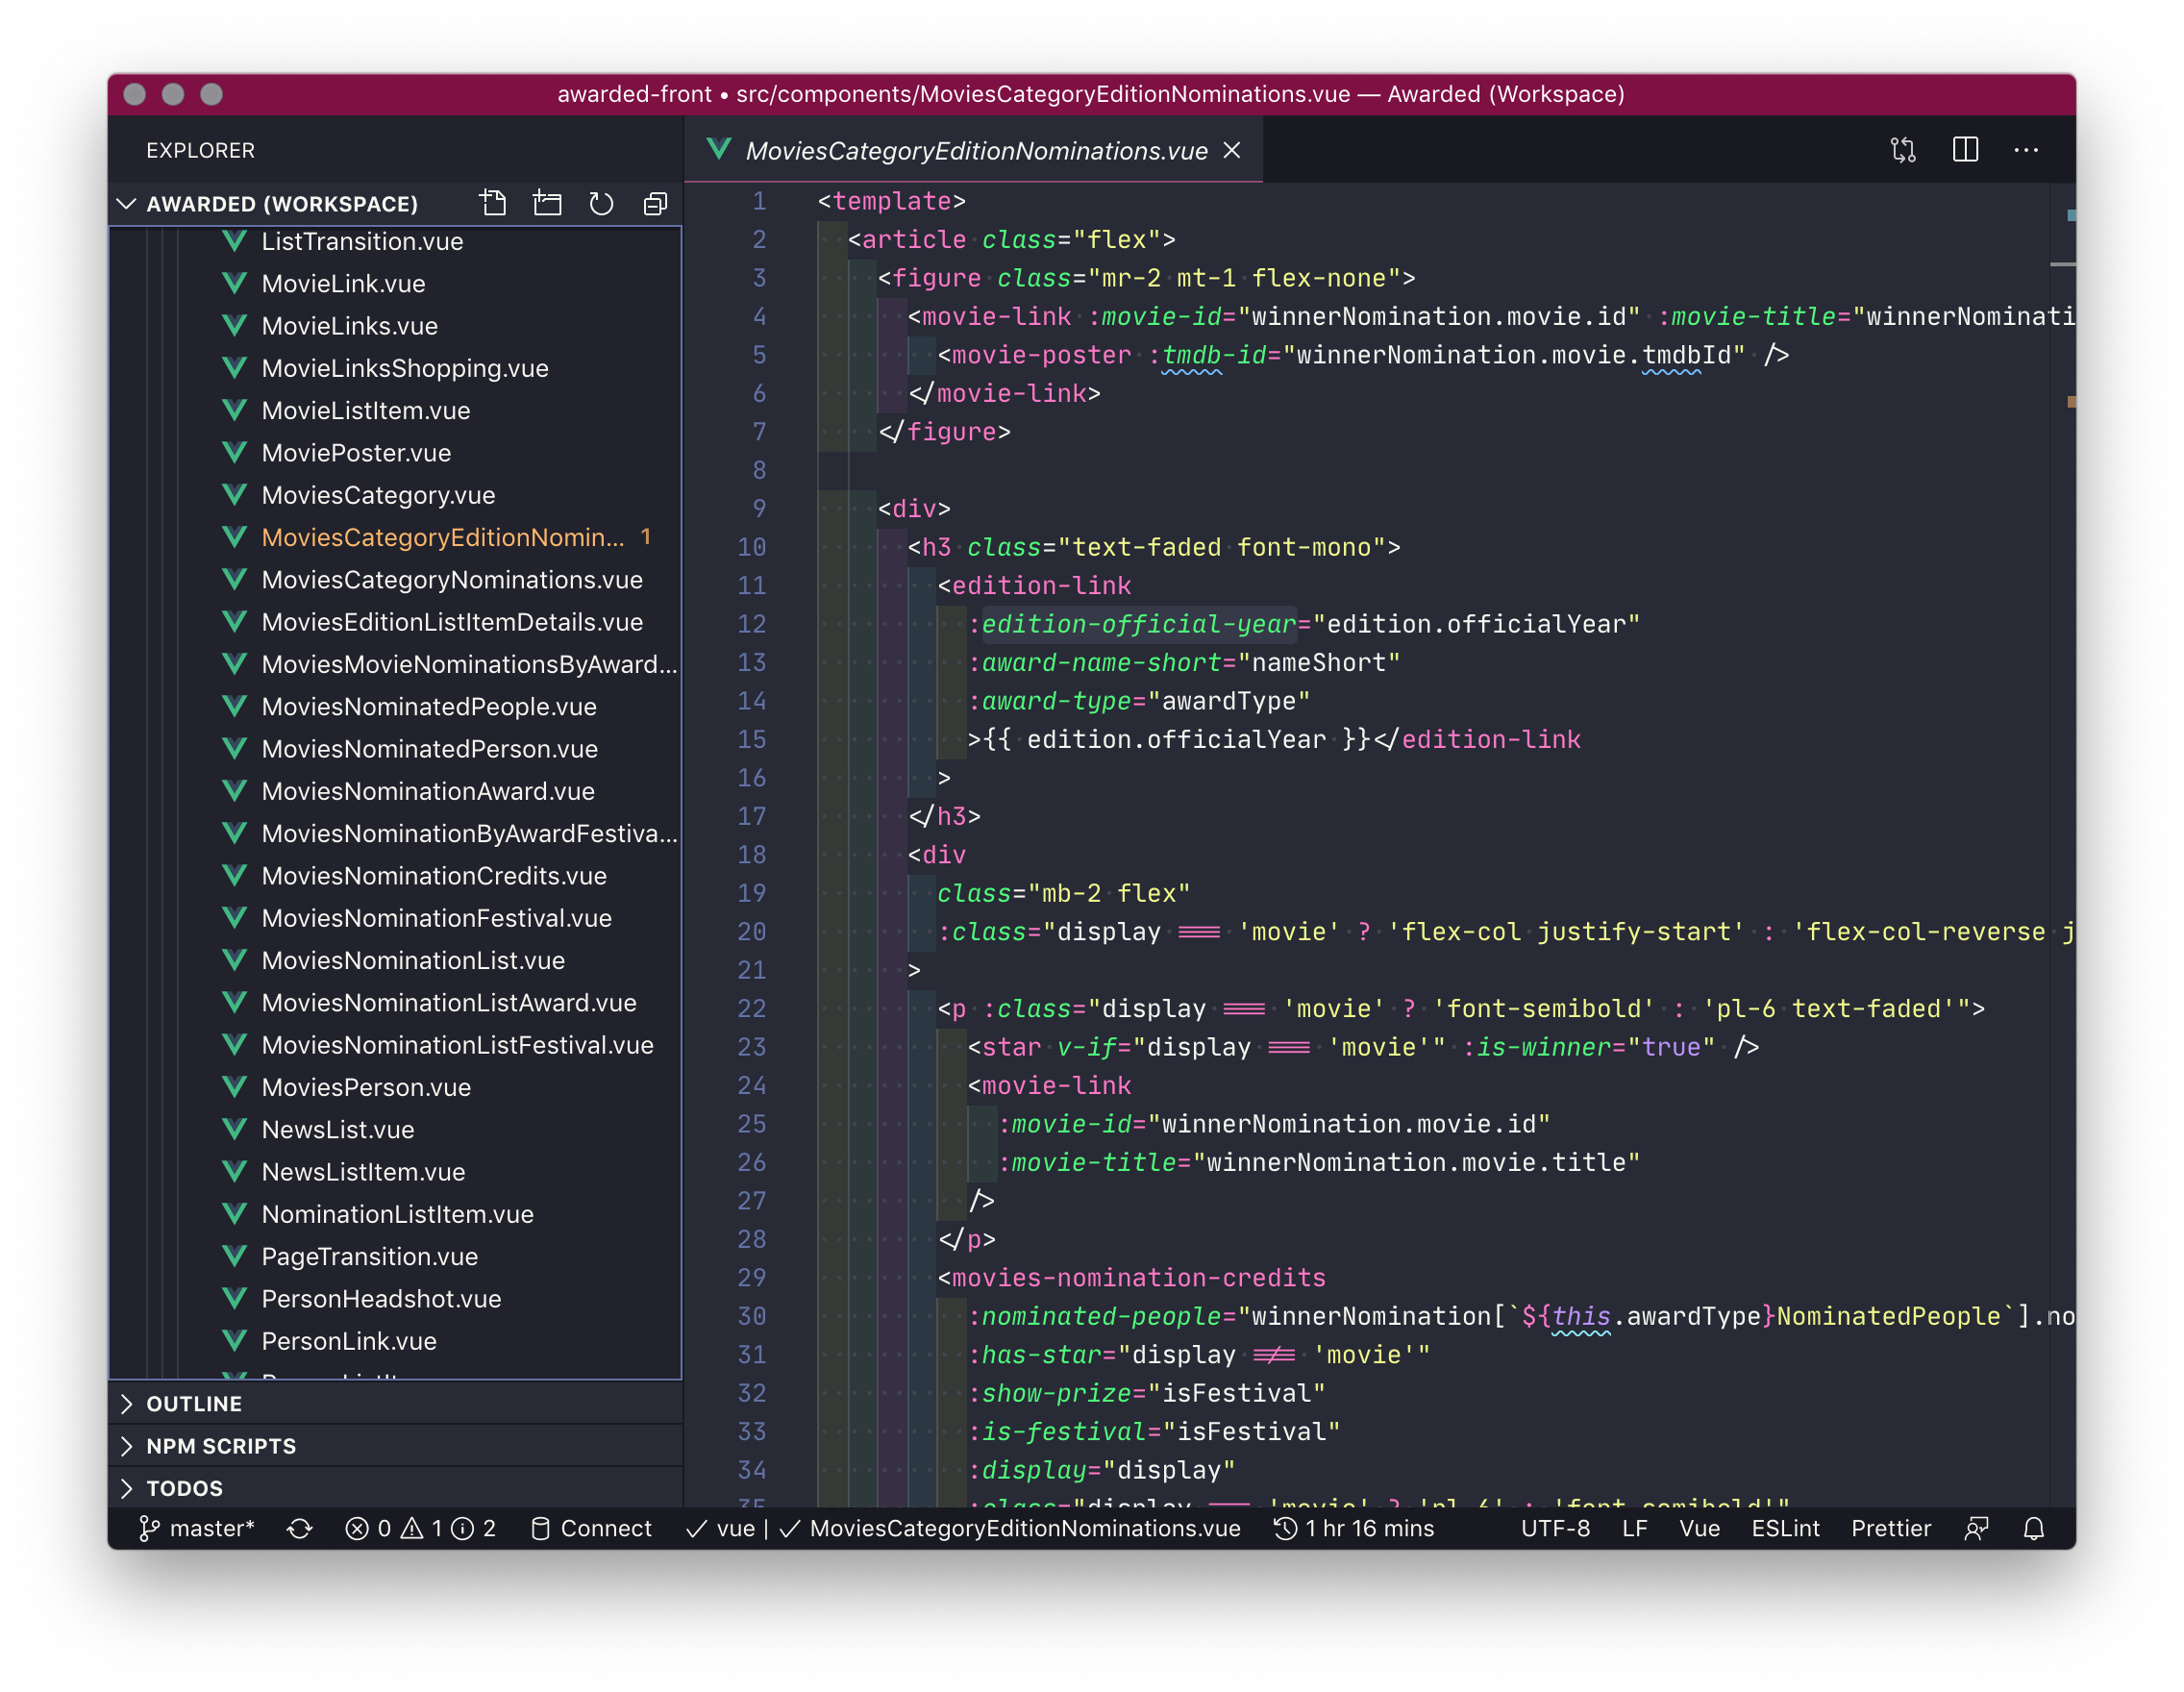 awarded-front • src/components/MoviesCategoryEditionNominations.vue — Awarded (Workspace)
EXPLORER
AWARDED (WORKSPACE)
ListTransition.vue
MovieLink.vue
MovieLinks.vue
MovieLinksShopping.vue
MovieListItem.vue
MoviePoster.vue
MoviesCategory.vue
MoviesCategoryEditionNomin... 1
MoviesCategoryNominations.vue
MoviesEditionListItemDetails.vue
MoviesMovieNominationsByAward...
MoviesNominatedPeople.vue
MoviesNominatedPerson.vue
MoviesNominationAward.vue
MoviesNominationByAwardFestiva...
MoviesNominationCredits.vue
MoviesNominationFestival.vue
MoviesNominationList.vue
MoviesNominationListAward.vue
MoviesNominationListFestival.vue
MoviesPerson.vue
NewsList.vue
NewsListItem.vue
NominationListItem.vue
PageTransition.vue
PersonHeadshot.vue
PersonLink.vue
OUTLINE
NPM SCRIPTS
TODOS
MoviesCategoryEditionNominations.vue
1 <template>
2 <article class="flex">
3 <figure class="mr-2 mt-1 flex-none">
4 <movie-link :movie-id="winnerNomination.movie.id" :movie-title="winnerNominati
5 <movie-poster :tmdb-id="winnerNomination.movie.tmdbId" />
6 </movie-link>
7 </figure>
8
9 <div>
10 <h3 class="text-faded font-mono">
11 <edition-link
12 :edition-official-year="edition.officialYear"
13 :award-name-short="nameShort"
14 :award-type="awardType"
15 >{{ edition.officialYear }}</edition-link
16 >
17 </h3>
18 <div
19 class="mb-2 flex"
20 :class="display === 'movie' ? 'flex-col justify-start' : 'flex-col-reverse j
21 >
22 <p :class="display === 'movie' ? 'font-semibold' : 'pl-6 text-faded'">
23 <star v-if="display === 'movie'" :is-winner="true" />
24 <movie-link
25 :movie-id="winnerNomination.movie.id"
26 :movie-title="winnerNomination.movie.title"
27 />
28 </p>
29 <movies-nomination-credits
30 :nominated-people="winnerNomination[`${this.awardType}NominatedPeople`].no
31 :has-star="display !== 'movie'"
32 :show-prize="isFestival"
33 :is-festival="isFestival"
34 :display="display"
35 :class="display === 'movie' ? 'pl-6' : 'font-semibold'"
master* 0 1 2 Connect vue | MoviesCategoryEditionNominations.vue 1 hr 16 mins UTF-8 LF Vue ESLint Prettier